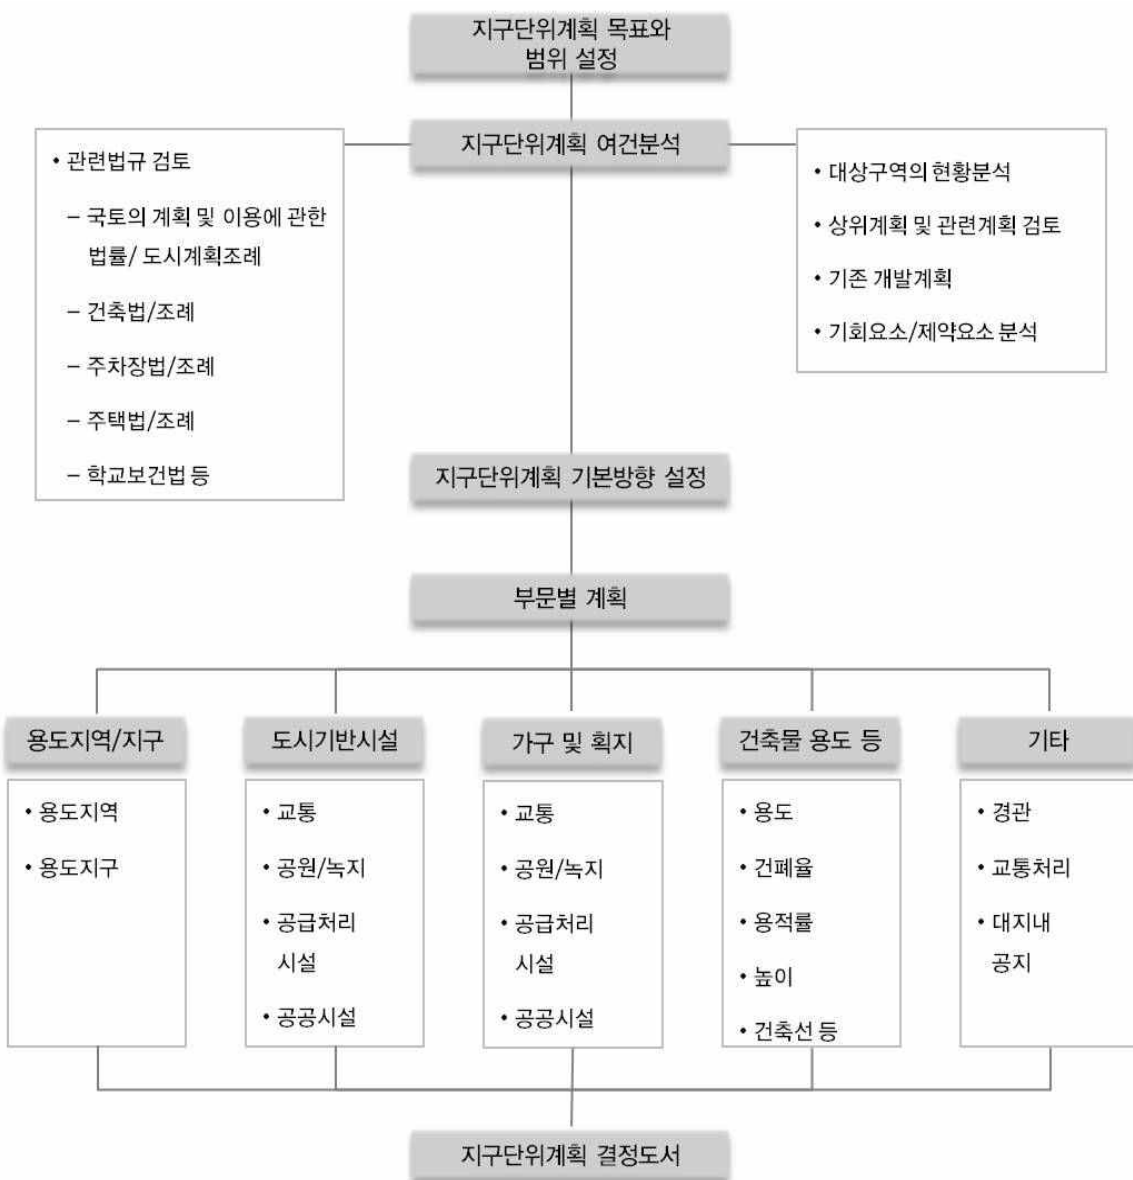 지구단위계획 목표와
범위 설정
지구단위계획 여건분석
• 관련법규 검토
– 국토의 계획 및 이용에 관한
법률/ 도시계획조례
– 건축법/조례
– 주차장법/조례
– 주택법/조례
– 학교보건법 등
• 대상구역의 현황분석
• 상위계획 및 관련계획 검토
• 기존 개발계획
• 기회요소/제약요소 분석
지구단위계획 기본방향 설정
부문별 계획
용도지역/지구
• 용도지역
• 용도지구
도시기반시설
• 교통
• 공원/녹지
• 공급처리
시설
• 공공시설
가구 및 획지
• 교통
• 공원/녹지
• 공급처리
시설
• 공공시설
건축물 용도 등
• 용도
• 건폐율
• 용적률
• 높이
• 건축선 등
기타
• 경관
• 교통처리
• 대지내
공지
지구단위계획 결정도서